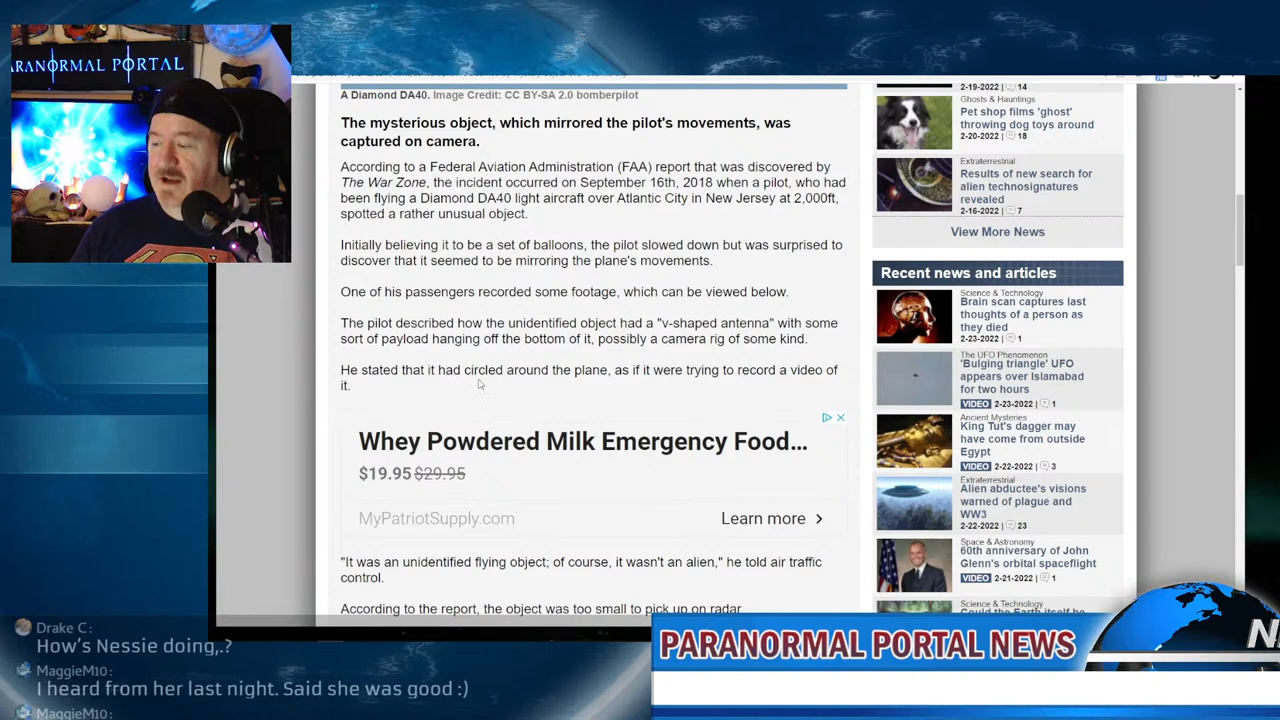 PARANORMAL PORTAL
A Diamond DA40. Image Credit: CC BY-SA 2.0 bomberpilot
The mysterious object, which mirrored the pilot's movements, was
captured on camera.
According to a Federal Aviation Administration (FAA) report that was discovered by
The War Zone, the incident occurred on September 16th, 2018 when a pilot, who had
been flying a Diamond DA40 light aircraft over Atlantic City in New Jersey at 2,000ft,
spotted a rather unusual object.
Initially believing it to be a set of balloons, the pilot slowed down but was surprised to
discover that it seemed to be mirroring the plane's movements.
One of his passengers recorded some footage, which can be viewed below.
The pilot described how the unidentified object had a "v-shaped antenna" with some
sort of payload hanging off the bottom of it, possibly a camera rig of some kind.
He stated that it had circled around the plane, as if it were trying to record a video of
it.
Whey Powdered Milk Emergency Food...
$19.95 $29.95
MyPatriotSupply.com
Learn more
"It was an unidentified flying object; of course, it wasn't an alien," he told air traffic
control.
According to the report, the object was too small to pick up on radar
2-19-2022 | 14
Ghosts & Hauntings
Pet shop films 'ghost'
throwing dog toys around
2-20-2022 | 18
Extraterrestrial
Results of new search for
alien technosignatures
revealed
2-16-2022 | 7
View More News
Recent news and articles
Science & Technology
Brain scan captures last
thoughts of a person as
they died
2-23-2022 | 1
The UFO Phenomenon
'Bulging triangle' UFO
appears over Islamabad
for two hours
VIDEO 2-23-2022 | 1
Ancient Mysteries
King Tut's dagger may
have come from outside
Egypt
VIDEO 2-22-2022 | 3
Extraterrestrial
Alien abductee's visions
warned of plague and
WW3
2-22-2022 | 23
Space & Astronomy
60th anniversary of John
Glenn's orbital spaceflight
VIDEO 2-21-2022 | 1
Science & Technology
Could the Earth itself be
Drake C:
How's Nessie doing,.?
MaggieM10:
I heard from her last night. Said she was good :)
MaggieM10:
PARANORMAL PORTAL NEWS